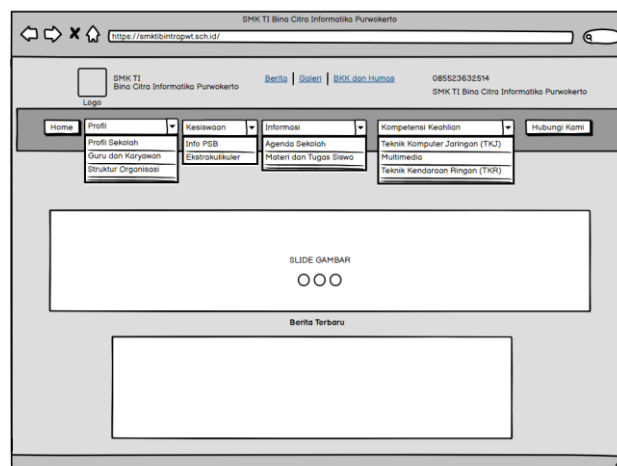 SMK TI Bina Citra Informatika Purwokerto
https://smktibintrapwt.sch.id/
SMK TI
Bina Citra Informatika Purwokerto
Logo
Berita
Galeri
BKK dan Humas
085523632514
SMK TI Bina Citra Informatika Purwokerto
Home
Profil
Kesiswaan
Informasi
Kompetensi Keahlian
Hubungi Kami
Profil Sekolah
Guru dan Karyawan
Struktur Organisasi
Info PSB
Ekstrakulikuler
Agenda Sekolah
Materi dan Tugas Siswa
Teknik Komputer Jaringan (TKJ)
Multimedia
Teknik Kendaraan Ringan (TKR)
SLIDE GAMBAR
Berita Terbaru